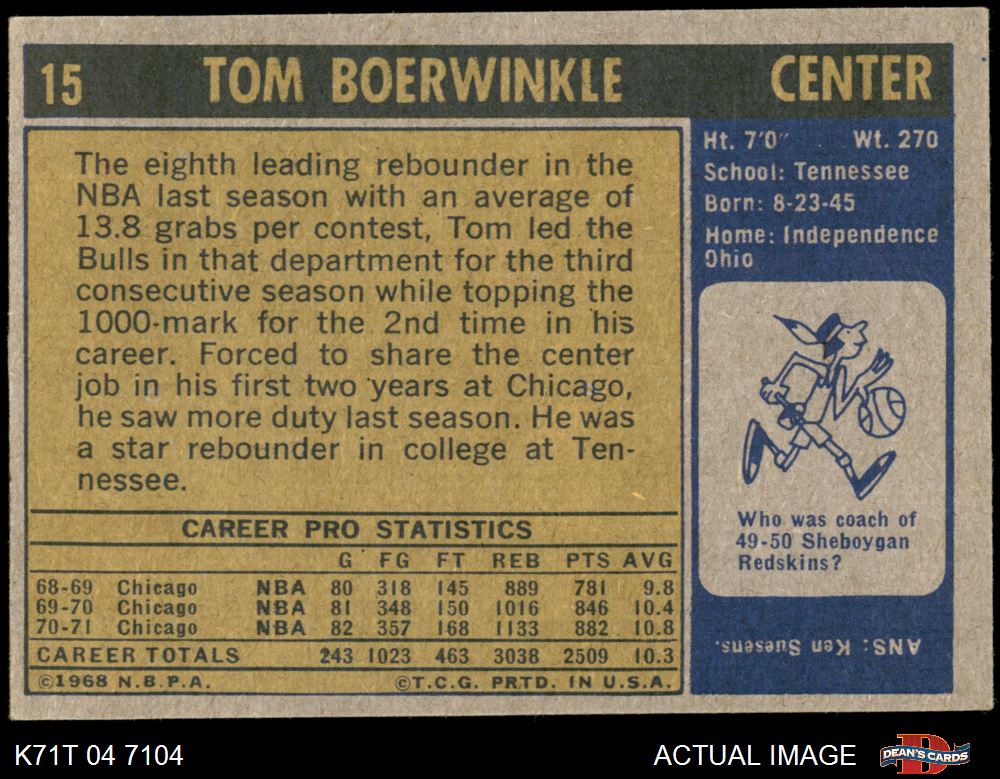 15 TOM BOERWINKLE CENTER
The eighth leading rebounder in the
NBA last season with an average of
13.8 grabs per contest, Tom led the
Bulls in that department for the third
consecutive season while topping the
1000-mark for the 2nd time in his
career. Forced to share the center
job in his first two years at Chicago,
he saw more duty last season. He was
a star rebounder in college at Ten-
nessee.
CAREER PRO STATISTICS
G FG FT REB PTS AVG
68-69 Chicago NBA 80 318 145 889 781 9.8
69-70 Chicago NBA 81 348 150 1016 846 10.4
70-71 Chicago NBA 82 357 168 1133 882 10.8
CAREER TOTALS 243 1023 463 3038 2509 10.3
©1968 N.B.P.A. ©T.C.G. PRTD. IN U.S.A.
Ht. 7'0" Wt. 270
School: Tennessee
Born: 8-23-45
Home: Independence
Ohio
Who was coach of
49-50 Sheboygan
Redskins?
ANS: Ken Suesens.
K71T 04 7104 ACTUAL IMAGE DEAN'S CARDS